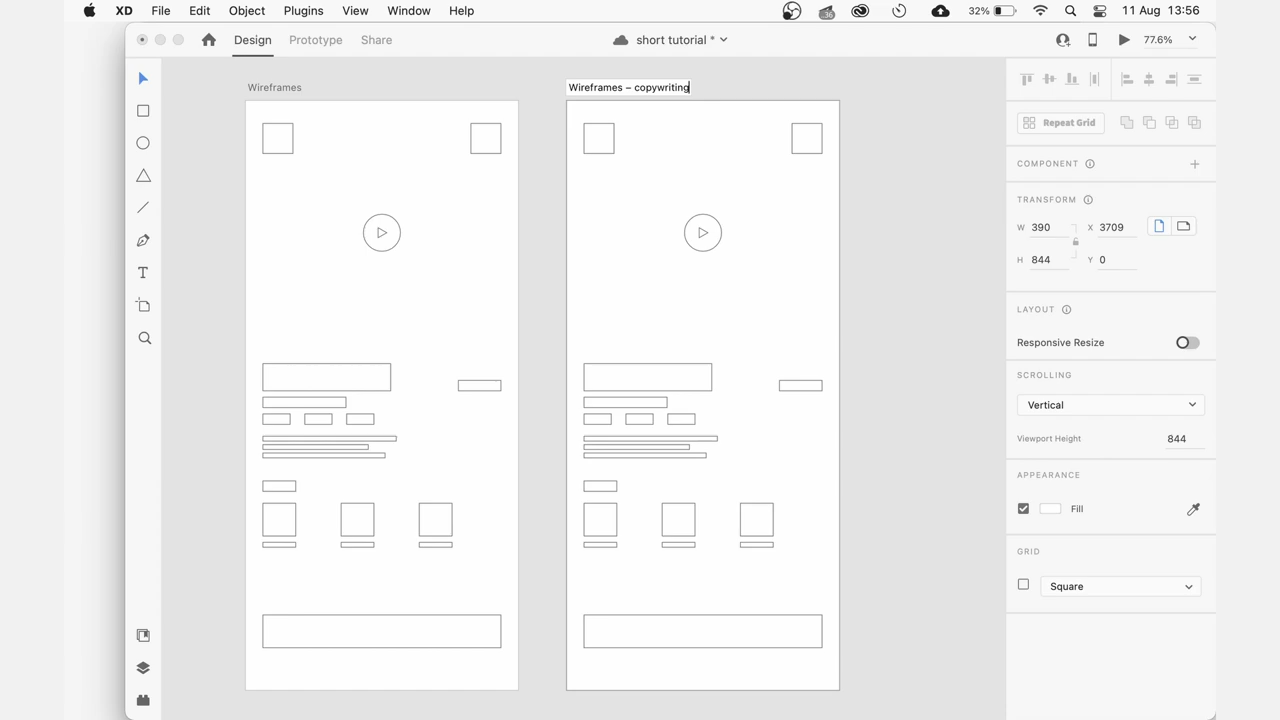 XD File Edit Object Plugins View Window Help 32% 11 Aug 13:56
Design Prototype Share short tutorial * 77.6%
Wireframes Wireframes – copywriting
Repeat Grid
COMPONENT
TRANSFORM
W 390 X 3709
H 844 Y 0
LAYOUT
Responsive Resize
SCROLLING
Vertical
Viewport Height 844
APPEARANCE
Fill
GRID
Square
T